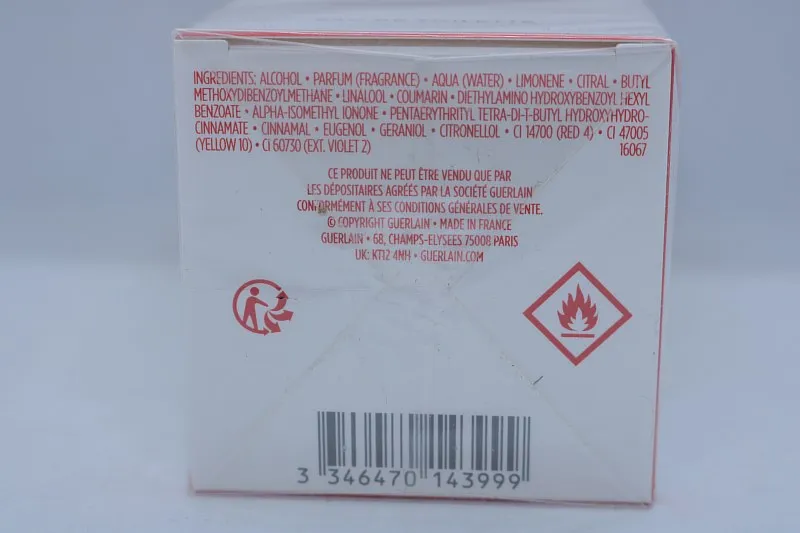 INGREDIENTS: ALCOHOL • PARFUM (FRAGRANCE) • AQUA (WATER) • LIMONENE • CITRAL • BUTYL
METHOXYDIBENZOYLMETHANE • LINALOOL • COUMARIN • DIETHYLAMINO HYDROXYBENZOYL HEXYL
BENZOATE • ALPHA-ISOMETHYL IONONE • PENTAERYTHRITYL TETRA-DI-T-BUTYL HYDROXYHYDRO-
CINNAMATE • CINNAMAL • EUGENOL • GERANIOL • CITRONELLOL • CI 14700 (RED 4) • CI 47005
(YELLOW 10) • CI 60730 (EXT. VIOLET 2) 16067
CE PRODUIT NE PEUT ÊTRE VENDU QUE PAR
LES DÉPOSITAIRES AGRÉÉS PAR LA SOCIÉTÉ GUERLAIN
CONFORMÉMENT À SES CONDITIONS GÉNÉRALES DE VENTE.
© COPYRIGHT GUERLAIN • MADE IN FRANCE
GUERLAIN • 68, CHAMPS-ELYSEES 75008 PARIS
UK: KT12 4NH • GUERLAIN.COM
3 346470 143999